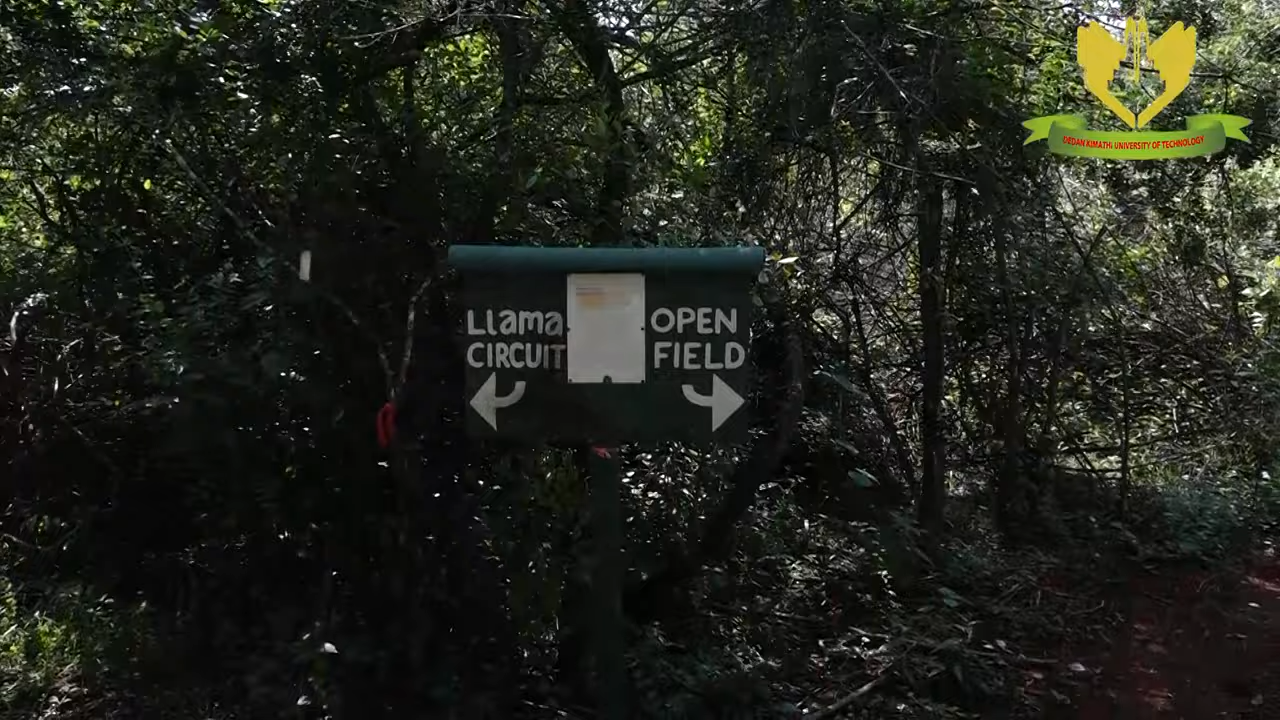 DEDAN KIMATHI UNIVERSITY OF TECHNOLOGY
Llama
CIRCUIT
OPEN
FIELD